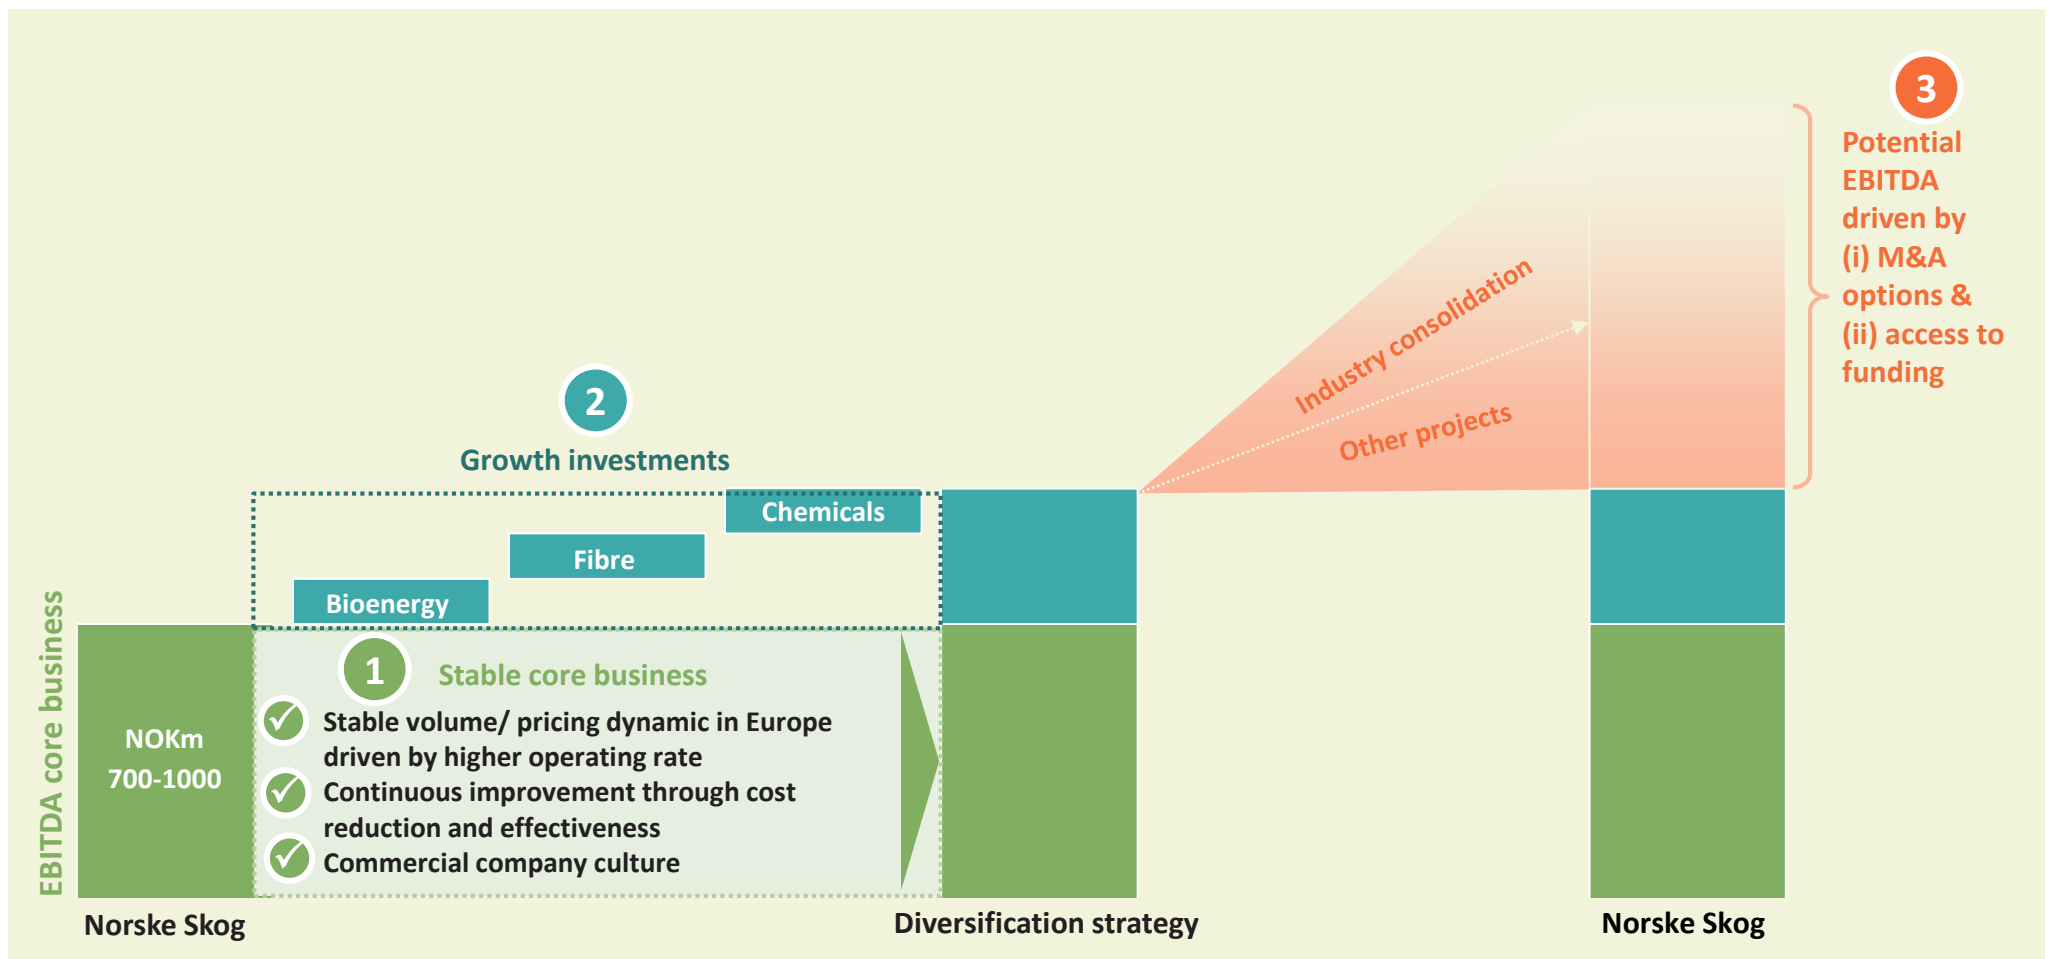 3
Potential
EBITDA
driven by
(i) M&A
options &
(ii) access to
funding
Industry consolidation
Other projects
2
Growth investments
Chemicals
Fibre
Bioenergy
EBITDA core business
NOKm
700-1000
1
Stable core business
Stable volume/ pricing dynamic in Europe
driven by higher operating rate
Continuous improvement through cost
reduction and effectiveness
Commercial company culture
Norske Skog
Diversification strategy
Norske Skog